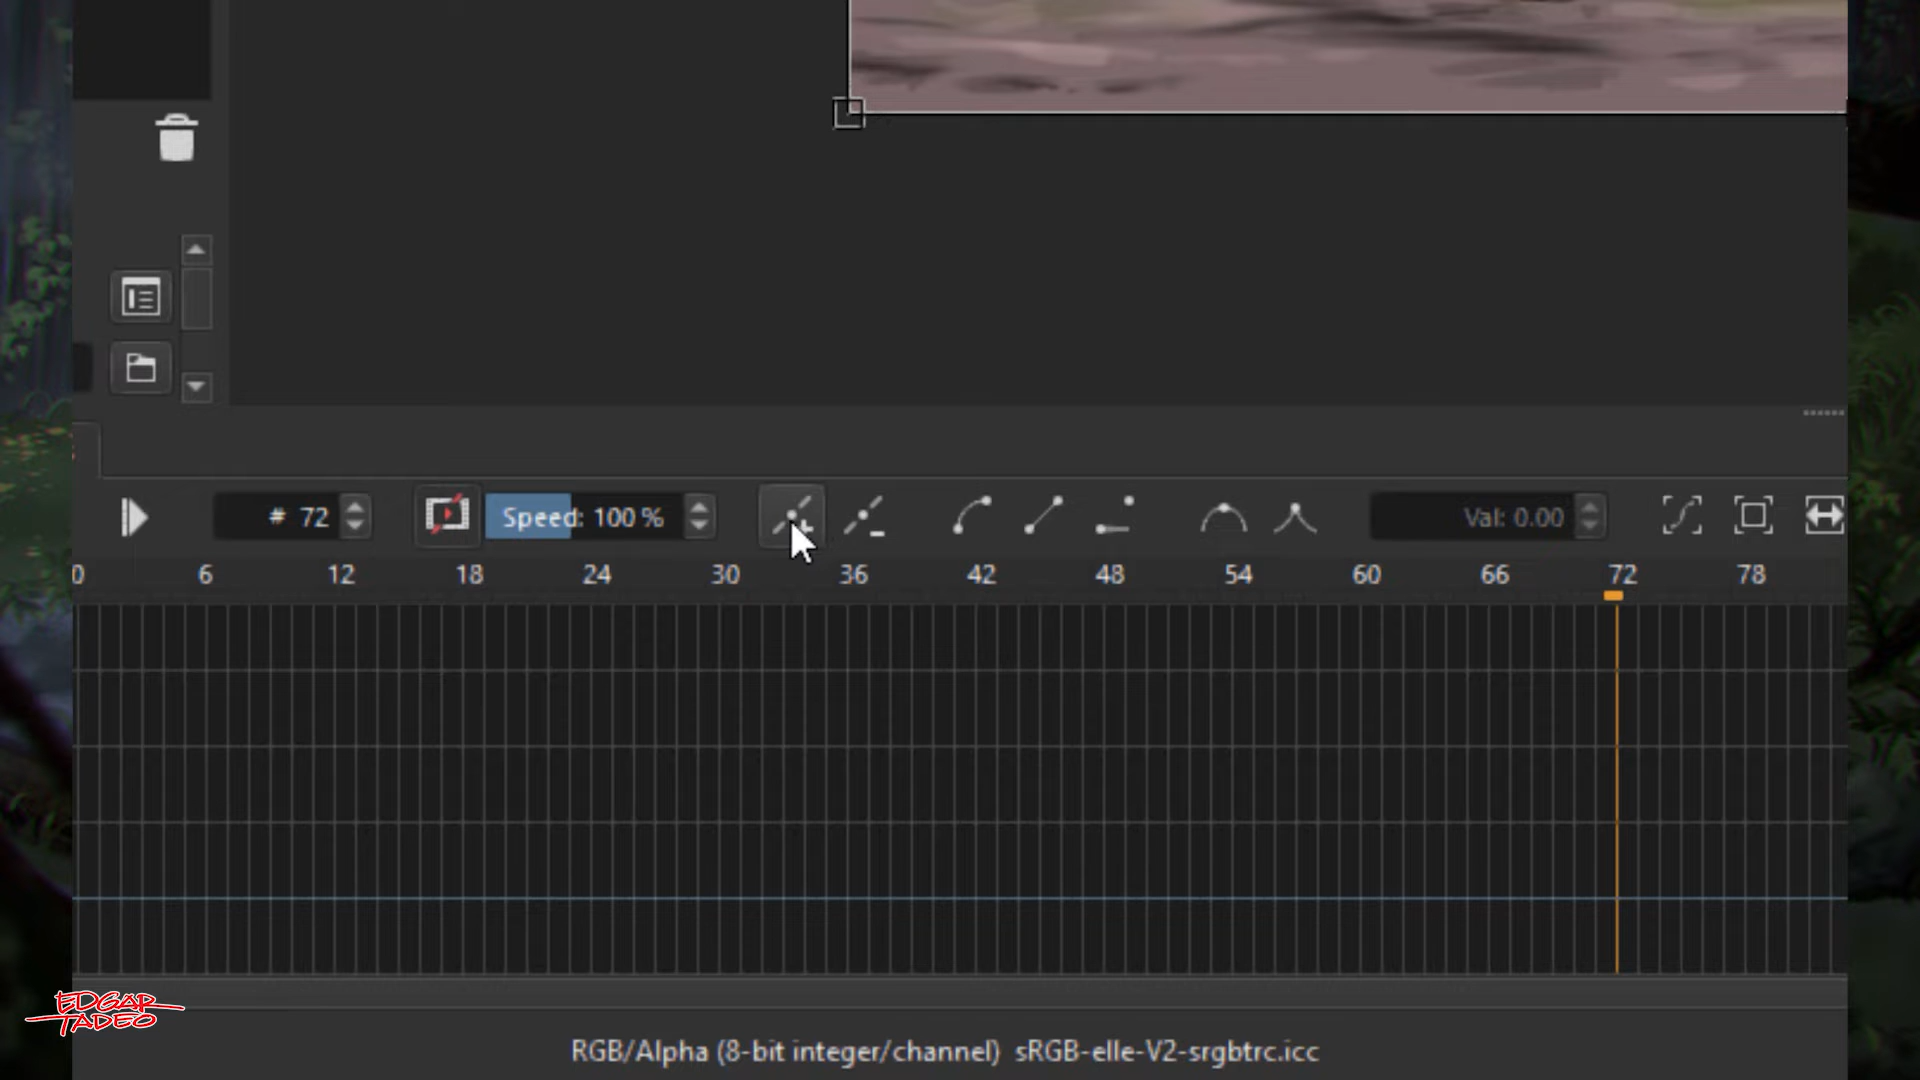 # 72
Speed: 100 %
Val: 0.00
0 6 12 18 24 30 36 42 48 54 60 66 72 78
EDGAR
TADEO
RGB/Alpha (8-bit integer/channel) sRGB-elle-V2-srgbtrc.icc